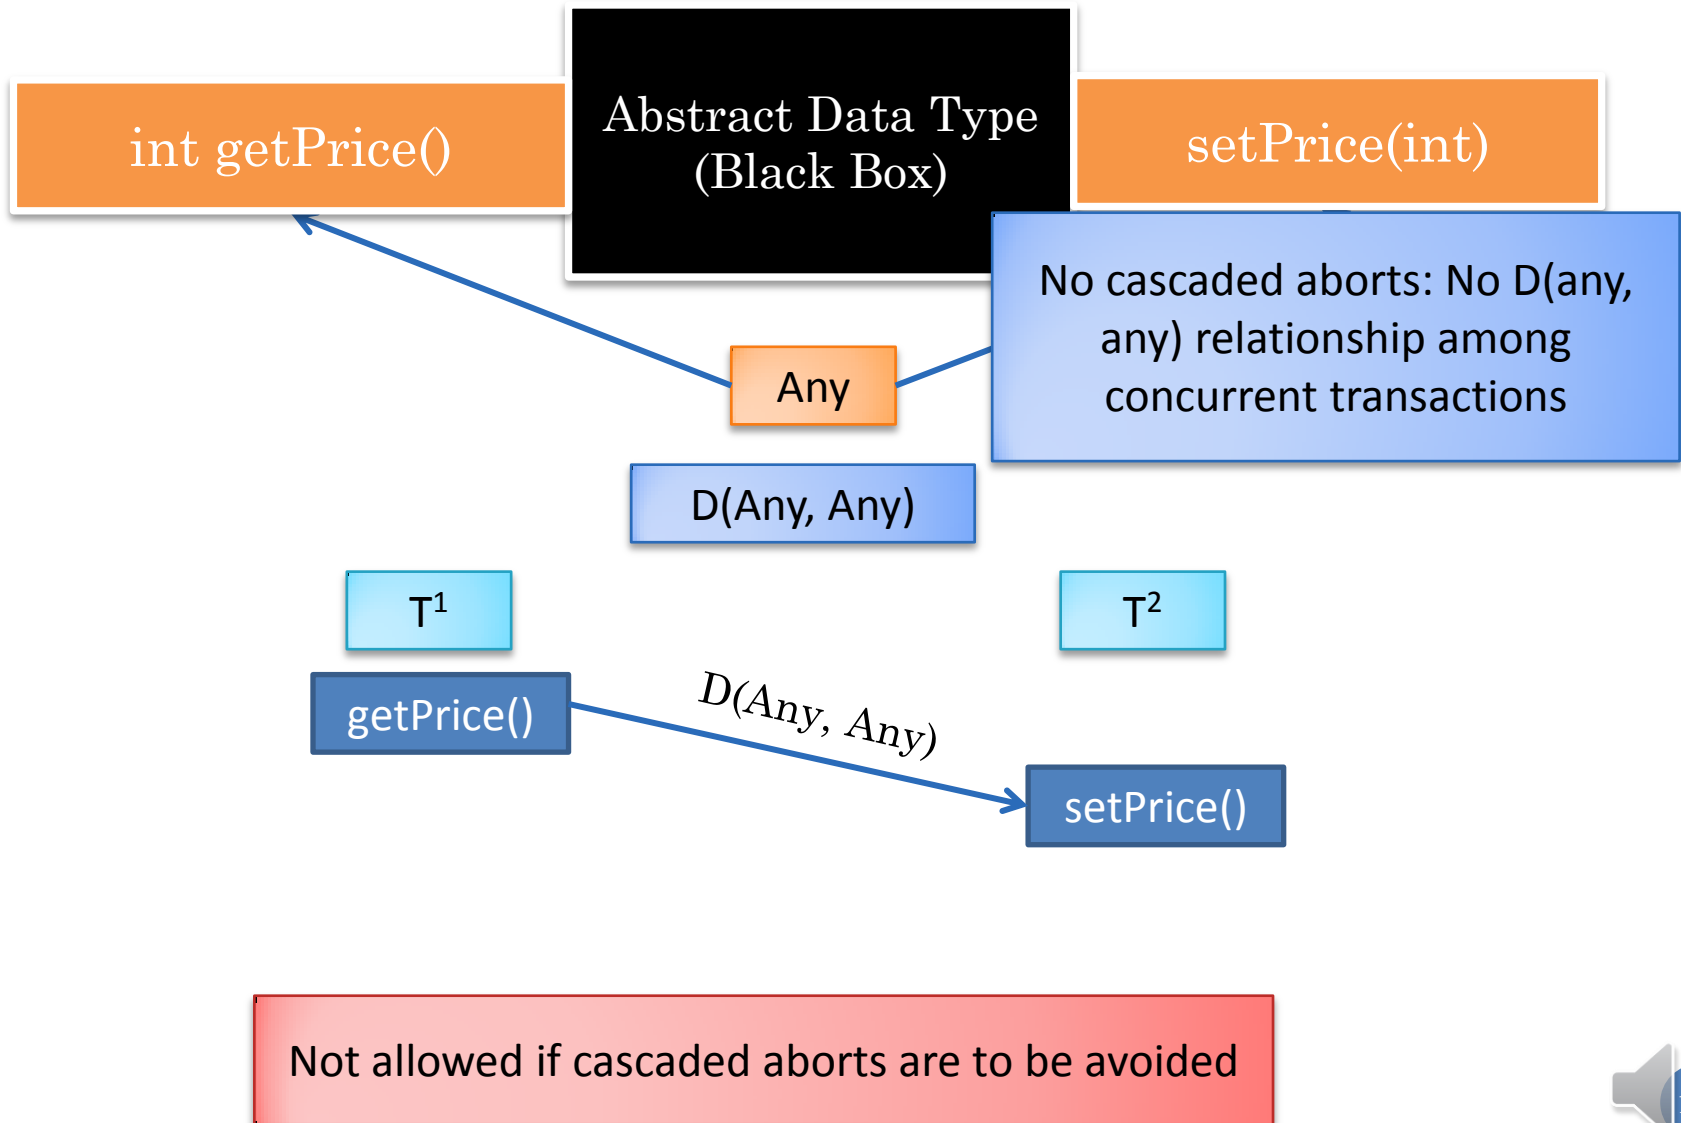 int getPrice()
Abstract Data Type
(Black Box)
setPrice(int)
No cascaded aborts: No D(any,
any) relationship among
concurrent transactions
Any
D(Any, Any)
T¹
T²
getPrice()
D(Any, Any)
setPrice()
Not allowed if cascaded aborts are to be avoided